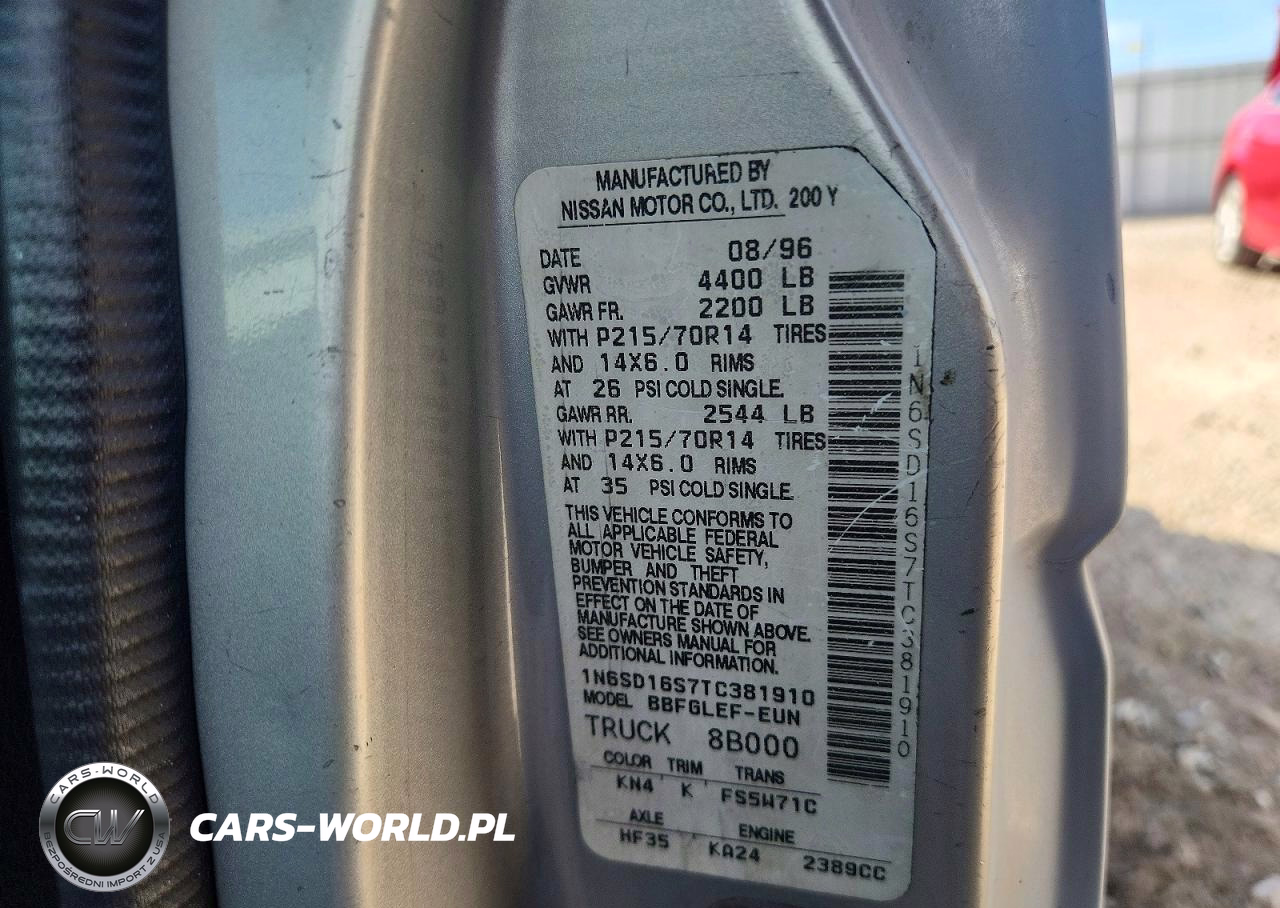 MANUFACTURED BY
NISSAN MOTOR CO., LTD. 200 Y
DATE 08/96
GVWR 4400 LB
GAWR FR. 2200 LB
WITH P215/70R14 TIRES
AND 14X6.0 RIMS
AT 26 PSI COLD SINGLE.
GAWR RR. 2544 LB
WITH P215/70R14 TIRES
AND 14X6.0 RIMS
AT 35 PSI COLD SINGLE.
THIS VEHICLE CONFORMS TO
ALL APPLICABLE FEDERAL
MOTOR VEHICLE SAFETY,
BUMPER AND THEFT
PREVENTION STANDARDS IN
EFFECT ON THE DATE OF
MANUFACTURE SHOWN ABOVE.
SEE OWNERS MANUAL FOR
ADDITIONAL INFORMATION.
1N6SD16S7TC381910
MODEL BBFGLEF-EUN
TRUCK 8B000
COLOR TRIM TRANS
KN4 K FS5W71C
AXLE ENGINE
HF35 KA24 2389CC
1N6SD16S7TC381910
CARS-WORLD
CW
BEZPOŚREDNI IMPORT Z USA
CARS-WORLD.PL